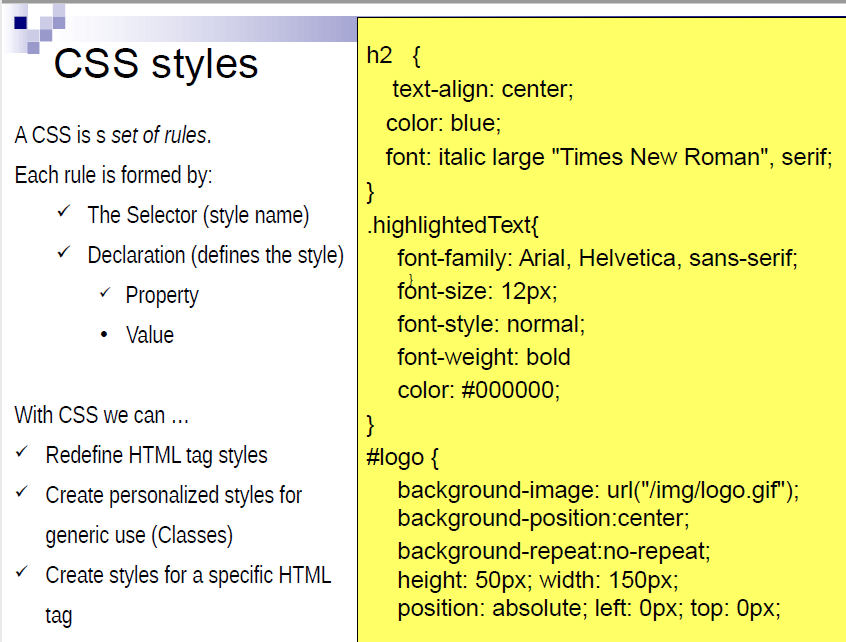 CSS styles
A CSS is s set of rules.
Each rule is formed by:
✓ The Selector (style name)
✓ Declaration (defines the style)
✓ Property
• Value
With CSS we can …
✓ Redefine HTML tag styles
✓ Create personalized styles for
generic use (Classes)
✓ Create styles for a specific HTML
tag
h2 {
text-align: center;
color: blue;
font: italic large "Times New Roman", serif;
}
.highlightedText{
font-family: Arial, Helvetica, sans-serif;
}
font-size: 12px;
font-style: normal;
font-weight: bold
color: #000000;
}
#logo {
background-image: url("/img/logo.gif");
background-position:center;
background-repeat:no-repeat;
height: 50px; width: 150px;
position: absolute; left: 0px; top: 0px;